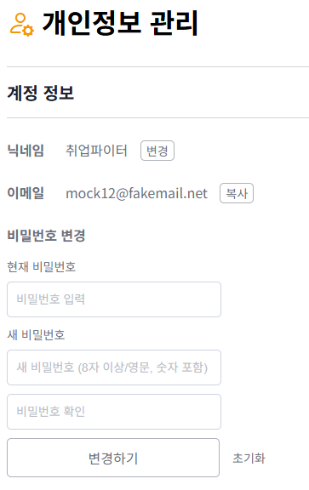 개인정보 관리
계정 정보
닉네임 취업파이터 변경
이메일 mock12@fakemail.net 복사
비밀번호 변경
현재 비밀번호
비밀번호 입력
새 비밀번호
새 비밀번호 (8자 이상/영문, 숫자 포함)
비밀번호 확인
변경하기 초기화